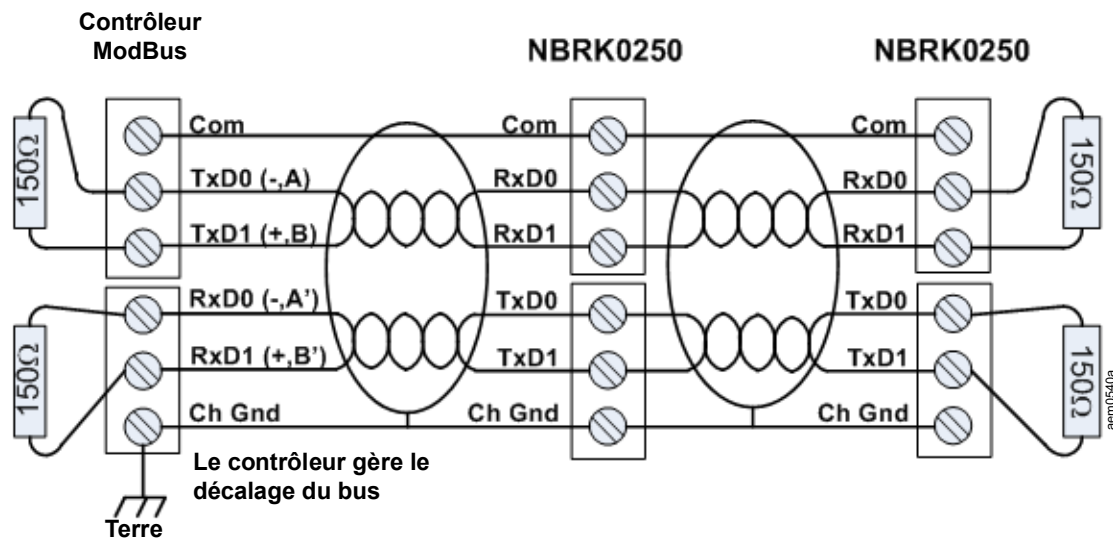 Contrôleur
ModBus
NBRK0250
NBRK0250
150Ω
Com
Com
Com
150Ω
TxD0 (-,A)
RxD0
RxD0
TxD1 (+,B)
RxD1
RxD1
150Ω
RxD0 (-,A’)
TxD0
TxD0
150Ω
RxD1 (+,B’)
TxD1
TxD1
Ch Gnd
Ch Gnd
Ch Gnd
Le contrôleur gère le
décalage du bus
Terre
aem0540a